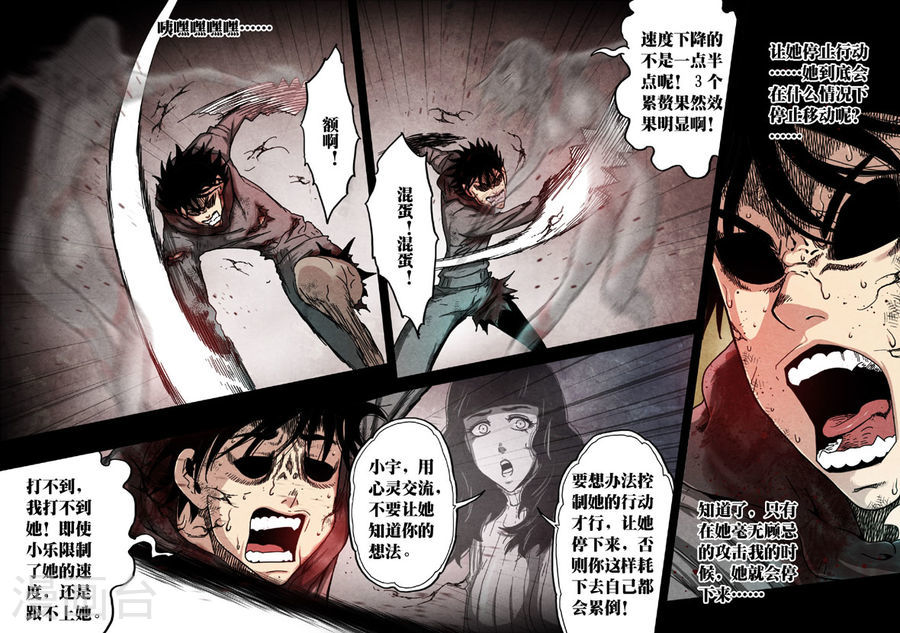 咦嘿嘿嘿嘿……
额啊！
混蛋！混蛋！
速度下降的
不是一点半
点呢！3个
累赘果然效
果明显啊！
打不到，
我打不到
她！即使
小乐限制
了她的速
度，还是
跟不上她。
小宇，用
心灵交流，
不要让她
知道你的
想法。
要想办法控
制她的行动
才行，让她
停下来，否
则你这样耗
下去自己都
会累倒！
让她停止行动
……她到底会
在什么情况下
停止移动呢？
……
知道了，只有
在她毫无顾忌
的攻击我的时
候，她就会停
下来……
漫画台